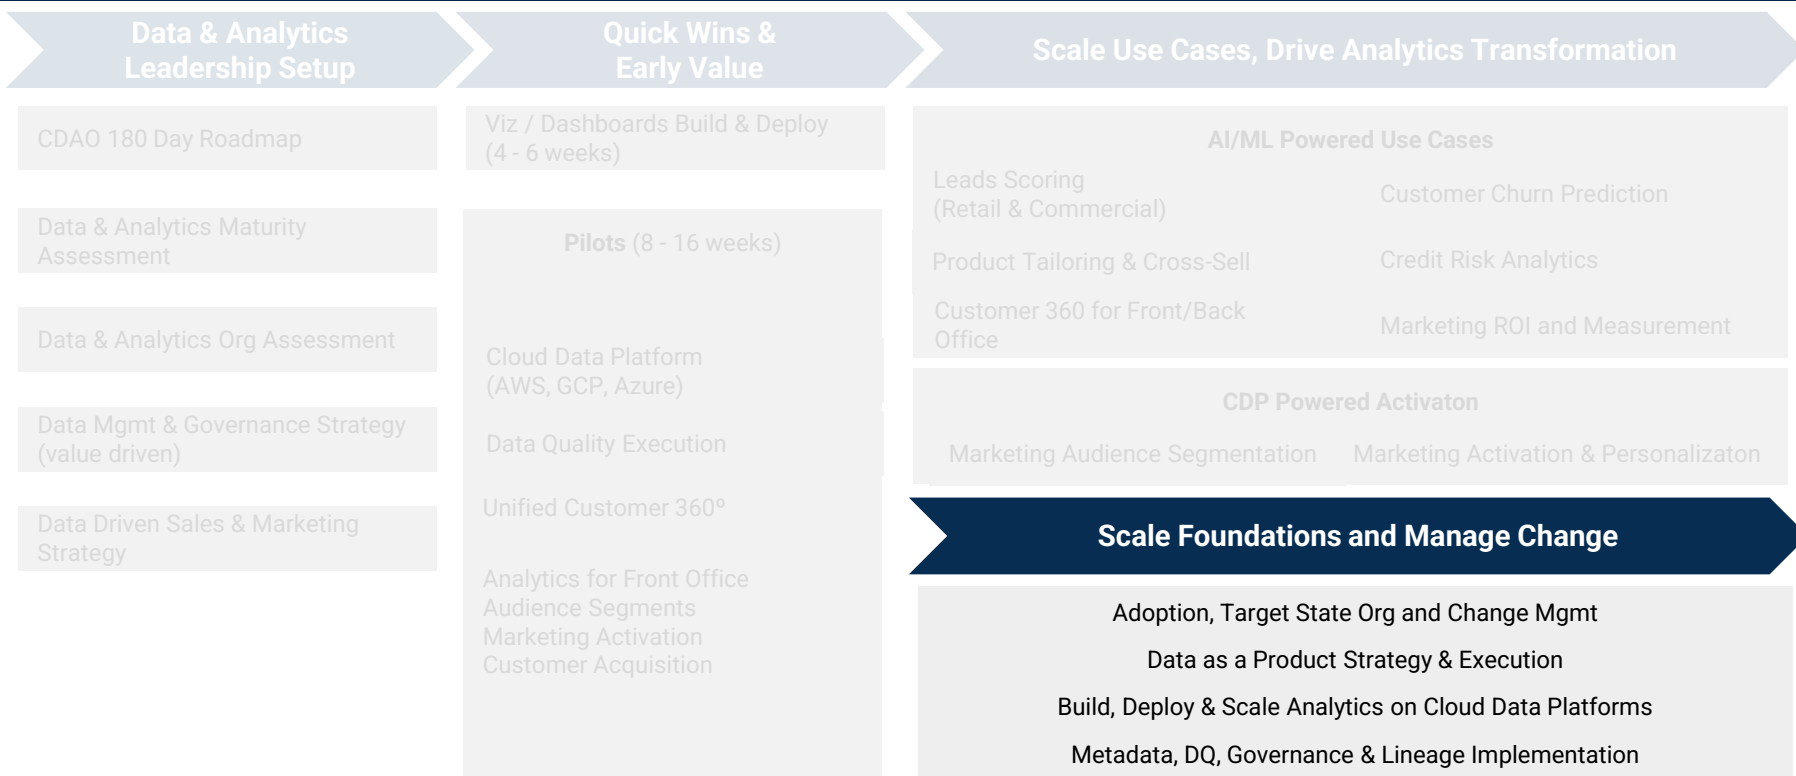 Data & Analytics
Leadership Setup
CDAO 180 Day Roadmap
Data & Analytics Maturity
Assessment
Data & Analytics Org Assessment
Data Mgmt & Governance Strategy
(value driven)
Data Driven Sales & Marketing
Strategy
Quick Wins &
Early Value
Viz / Dashboards Build & Deploy
(4 - 6 weeks)
Pilots (8 - 16 weeks)
Cloud Data Platform
(AWS, GCP, Azure)
Data Quality Execution
Unified Customer 360º
Analytics for Front Office
Audience Segments
Marketing Activation
Customer Acquisition
Scale Use Cases, Drive Analytics Transformation
AI/ML Powered Use Cases
Leads Scoring
(Retail & Commercial)
Customer Churn Prediction
Product Tailoring & Cross-Sell
Credit Risk Analytics
Customer 360 for Front/Back
Office
Marketing ROI and Measurement
CDP Powered Activaton
Marketing Audience Segmentation
Marketing Activation & Personalizaton
Scale Foundations and Manage Change
Adoption, Target State Org and Change Mgmt
Data as a Product Strategy & Execution
Build, Deploy & Scale Analytics on Cloud Data Platforms
Metadata, DQ, Governance & Lineage Implementation